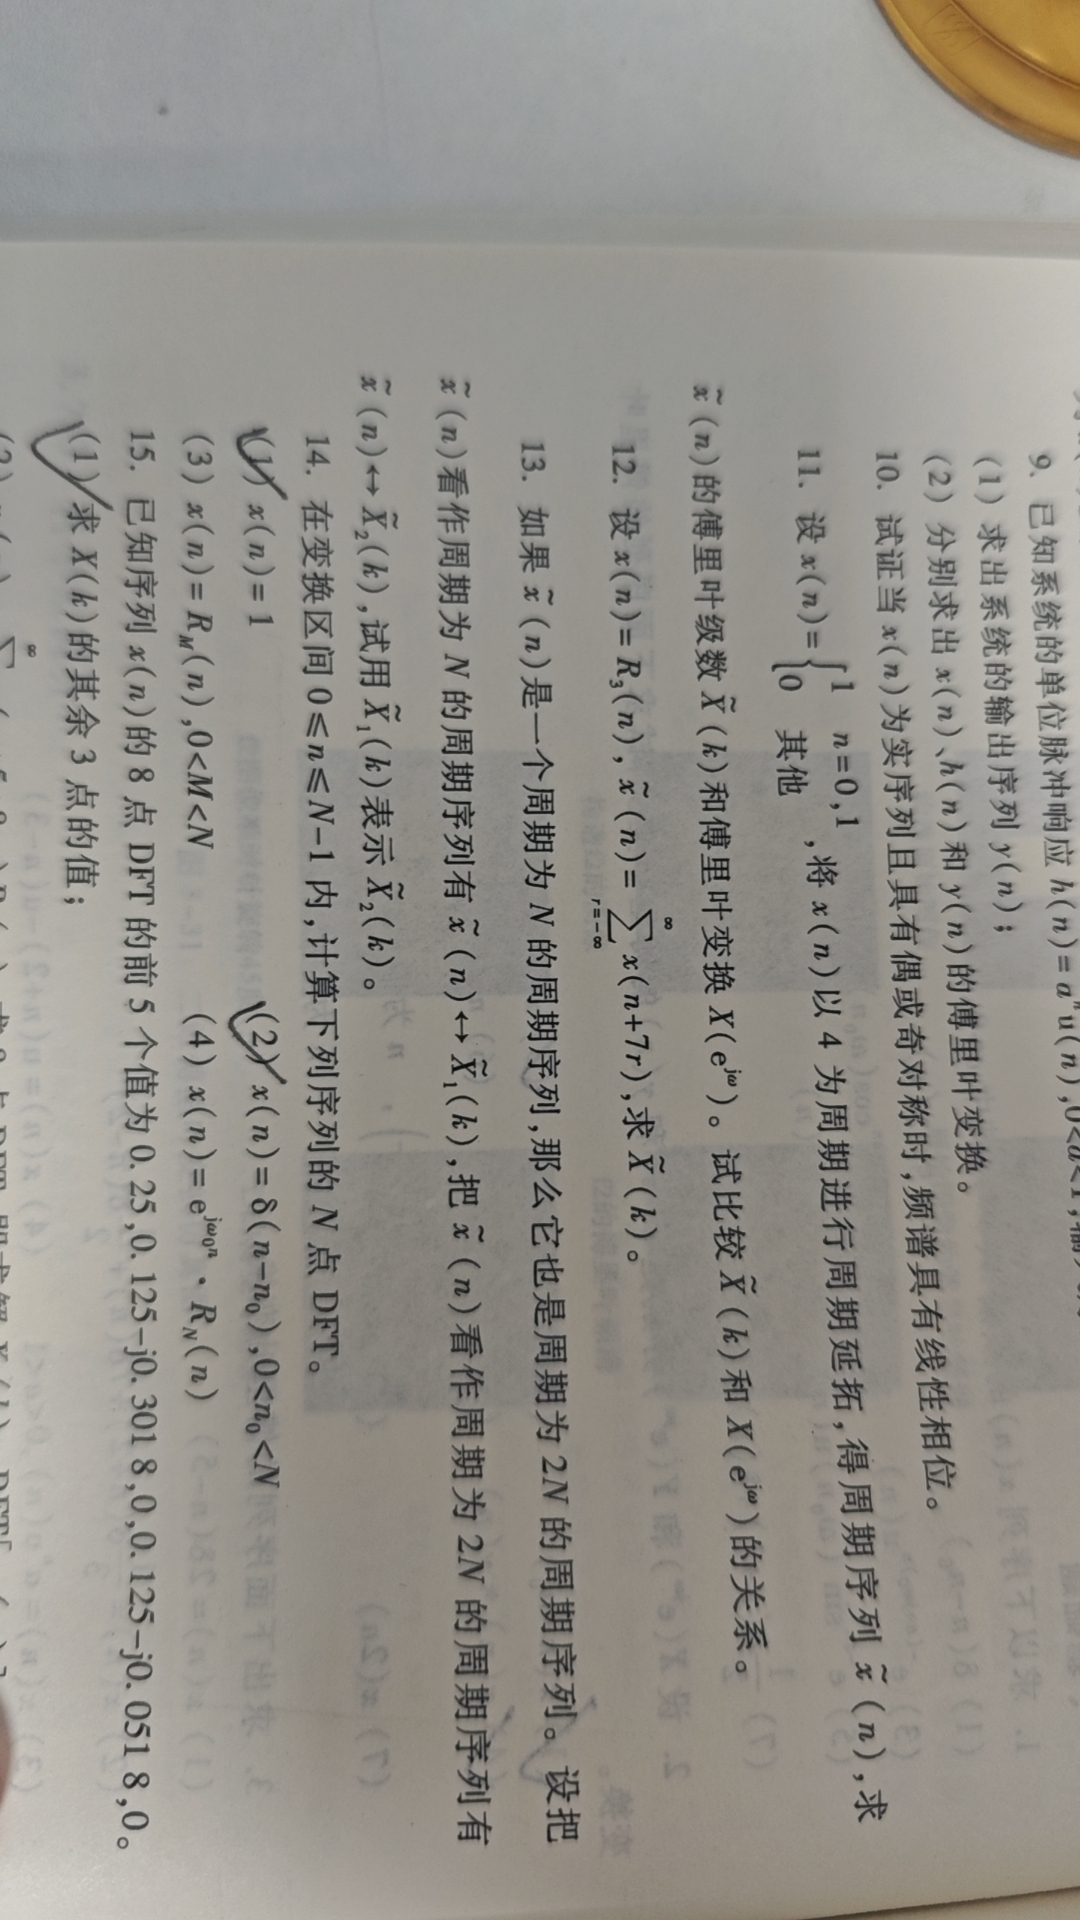 9. 已知系统的单位脉冲响应 h(n)=aⁿu(n),0<a<1,输
(1) 求出系统的输出序列 y(n);
(2) 分别求出 x(n)、h(n)和 y(n)的傅里叶变换。
10. 试证当 x(n)为实序列且具有偶或奇对称时,频谱具有线性相位。
11. 设 x(n)={1 n=0,1 0 其他 ,将 x(n)以 4 为周期进行周期延拓,得周期序列 x̃(n),求
x̃(n)的傅里叶级数 X̃(k)和傅里叶变换 X(e^jω)。试比较 X̃(k)和 X(e^jω)的关系。
12. 设 x(n)=R₃(n), x̃(n)= ∑_{r=-∞}^{∞} x(n+7r),求 X̃(k)。
13. 如果 x̃(n)是一个周期为 N 的周期序列,那么它也是周期为 2N 的周期序列。设把
x̃(n)看作周期为 N 的周期序列有 x̃(n)↔X̃₁(k),把 x̃(n)看作周期为 2N 的周期序列有
x̃(n)↔X̃₂(k),试用 X̃₁(k)表示 X̃₂(k)。
14. 在变换区间 0≤n≤N-1 内,计算下列序列的 N 点 DFT。
(1) x(n)=1 (2) x(n)=δ(n-n₀),0<n₀<N
(3) x(n)=R_M(n),0<M<N (4) x(n)=e^{jω₀n}·R_N(n)
15. 已知序列 x(n)的 8 点 DFT 的前 5 个值为 0.25,0.125-j0.301 8,0,0.125-j0.051 8,0。
(1) 求 X(k)的其余 3 点的值;